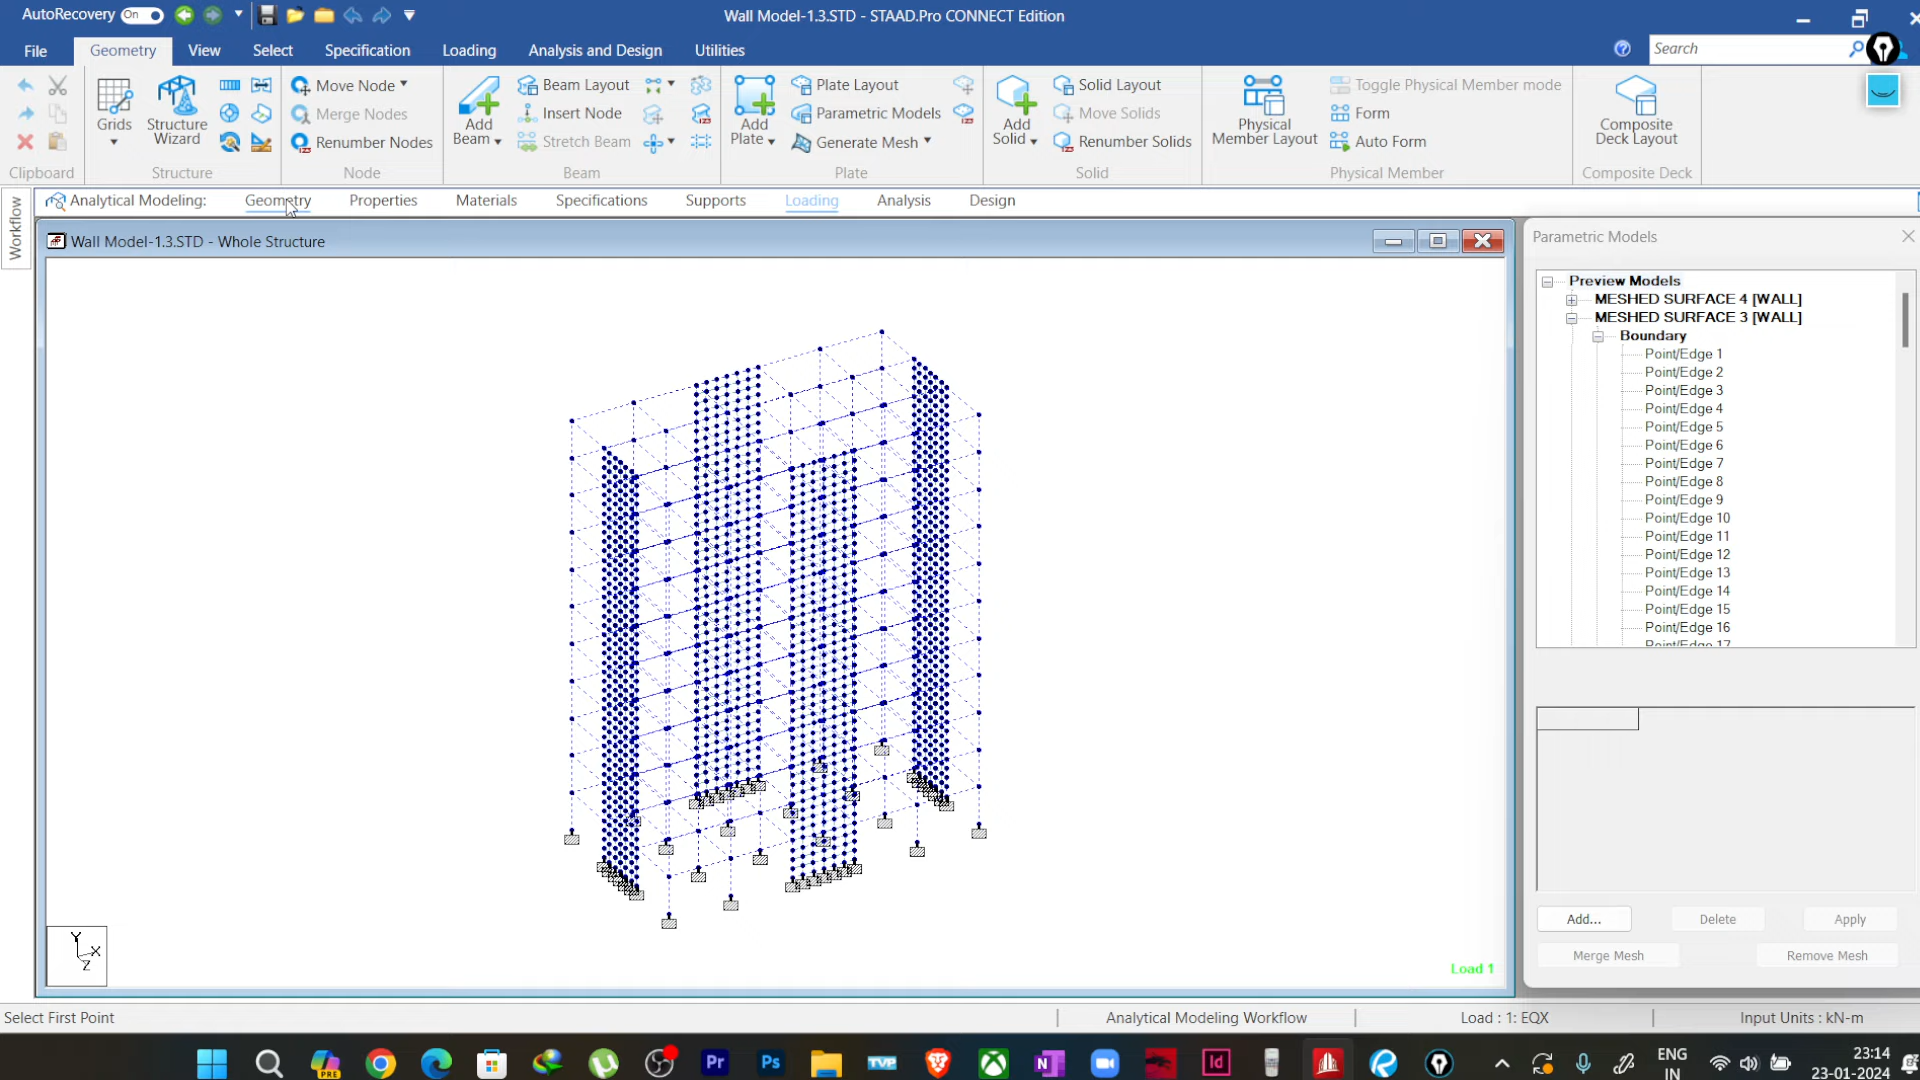 AutoRecovery On
Wall Model-1.3.STD - STAAD.Pro CONNECT Edition
File Geometry View Select Specification Loading Analysis and Design Utilities
Search
Grids
Structure Wizard
Move Node
Merge Nodes
Renumber Nodes
Add Beam
Beam Layout
Insert Node
Stretch Beam
Add Plate
Plate Layout
Parametric Models
Generate Mesh
Add Solid
Solid Layout
Move Solids
Renumber Solids
Physical Member Layout
Toggle Physical Member mode
Form
Auto Form
Composite Deck Layout
Clipboard Structure Node Beam Plate Solid Physical Member Composite Deck
Workflow
Analytical Modeling: Geometry Properties Materials Specifications Supports Loading Analysis Design
Wall Model-1.3.STD - Whole Structure
Parametric Models
Preview Models
MESHED SURFACE 4 [WALL]
MESHED SURFACE 3 [WALL]
Boundary
Point/Edge 1
Point/Edge 2
Point/Edge 3
Point/Edge 4
Point/Edge 5
Point/Edge 6
Point/Edge 7
Point/Edge 8
Point/Edge 9
Point/Edge 10
Point/Edge 11
Point/Edge 12
Point/Edge 13
Point/Edge 14
Point/Edge 15
Point/Edge 16
Point/Edge 17
Add... Delete Apply
Merge Mesh Remove Mesh
Y
X
Z
Load 1
Select First Point
Analytical Modeling Workflow
Load : 1: EQX
Input Units : kN-m
PRE
Pr
Ps
TVP
N
Id
ENG
IN
23:14
23-01-2024